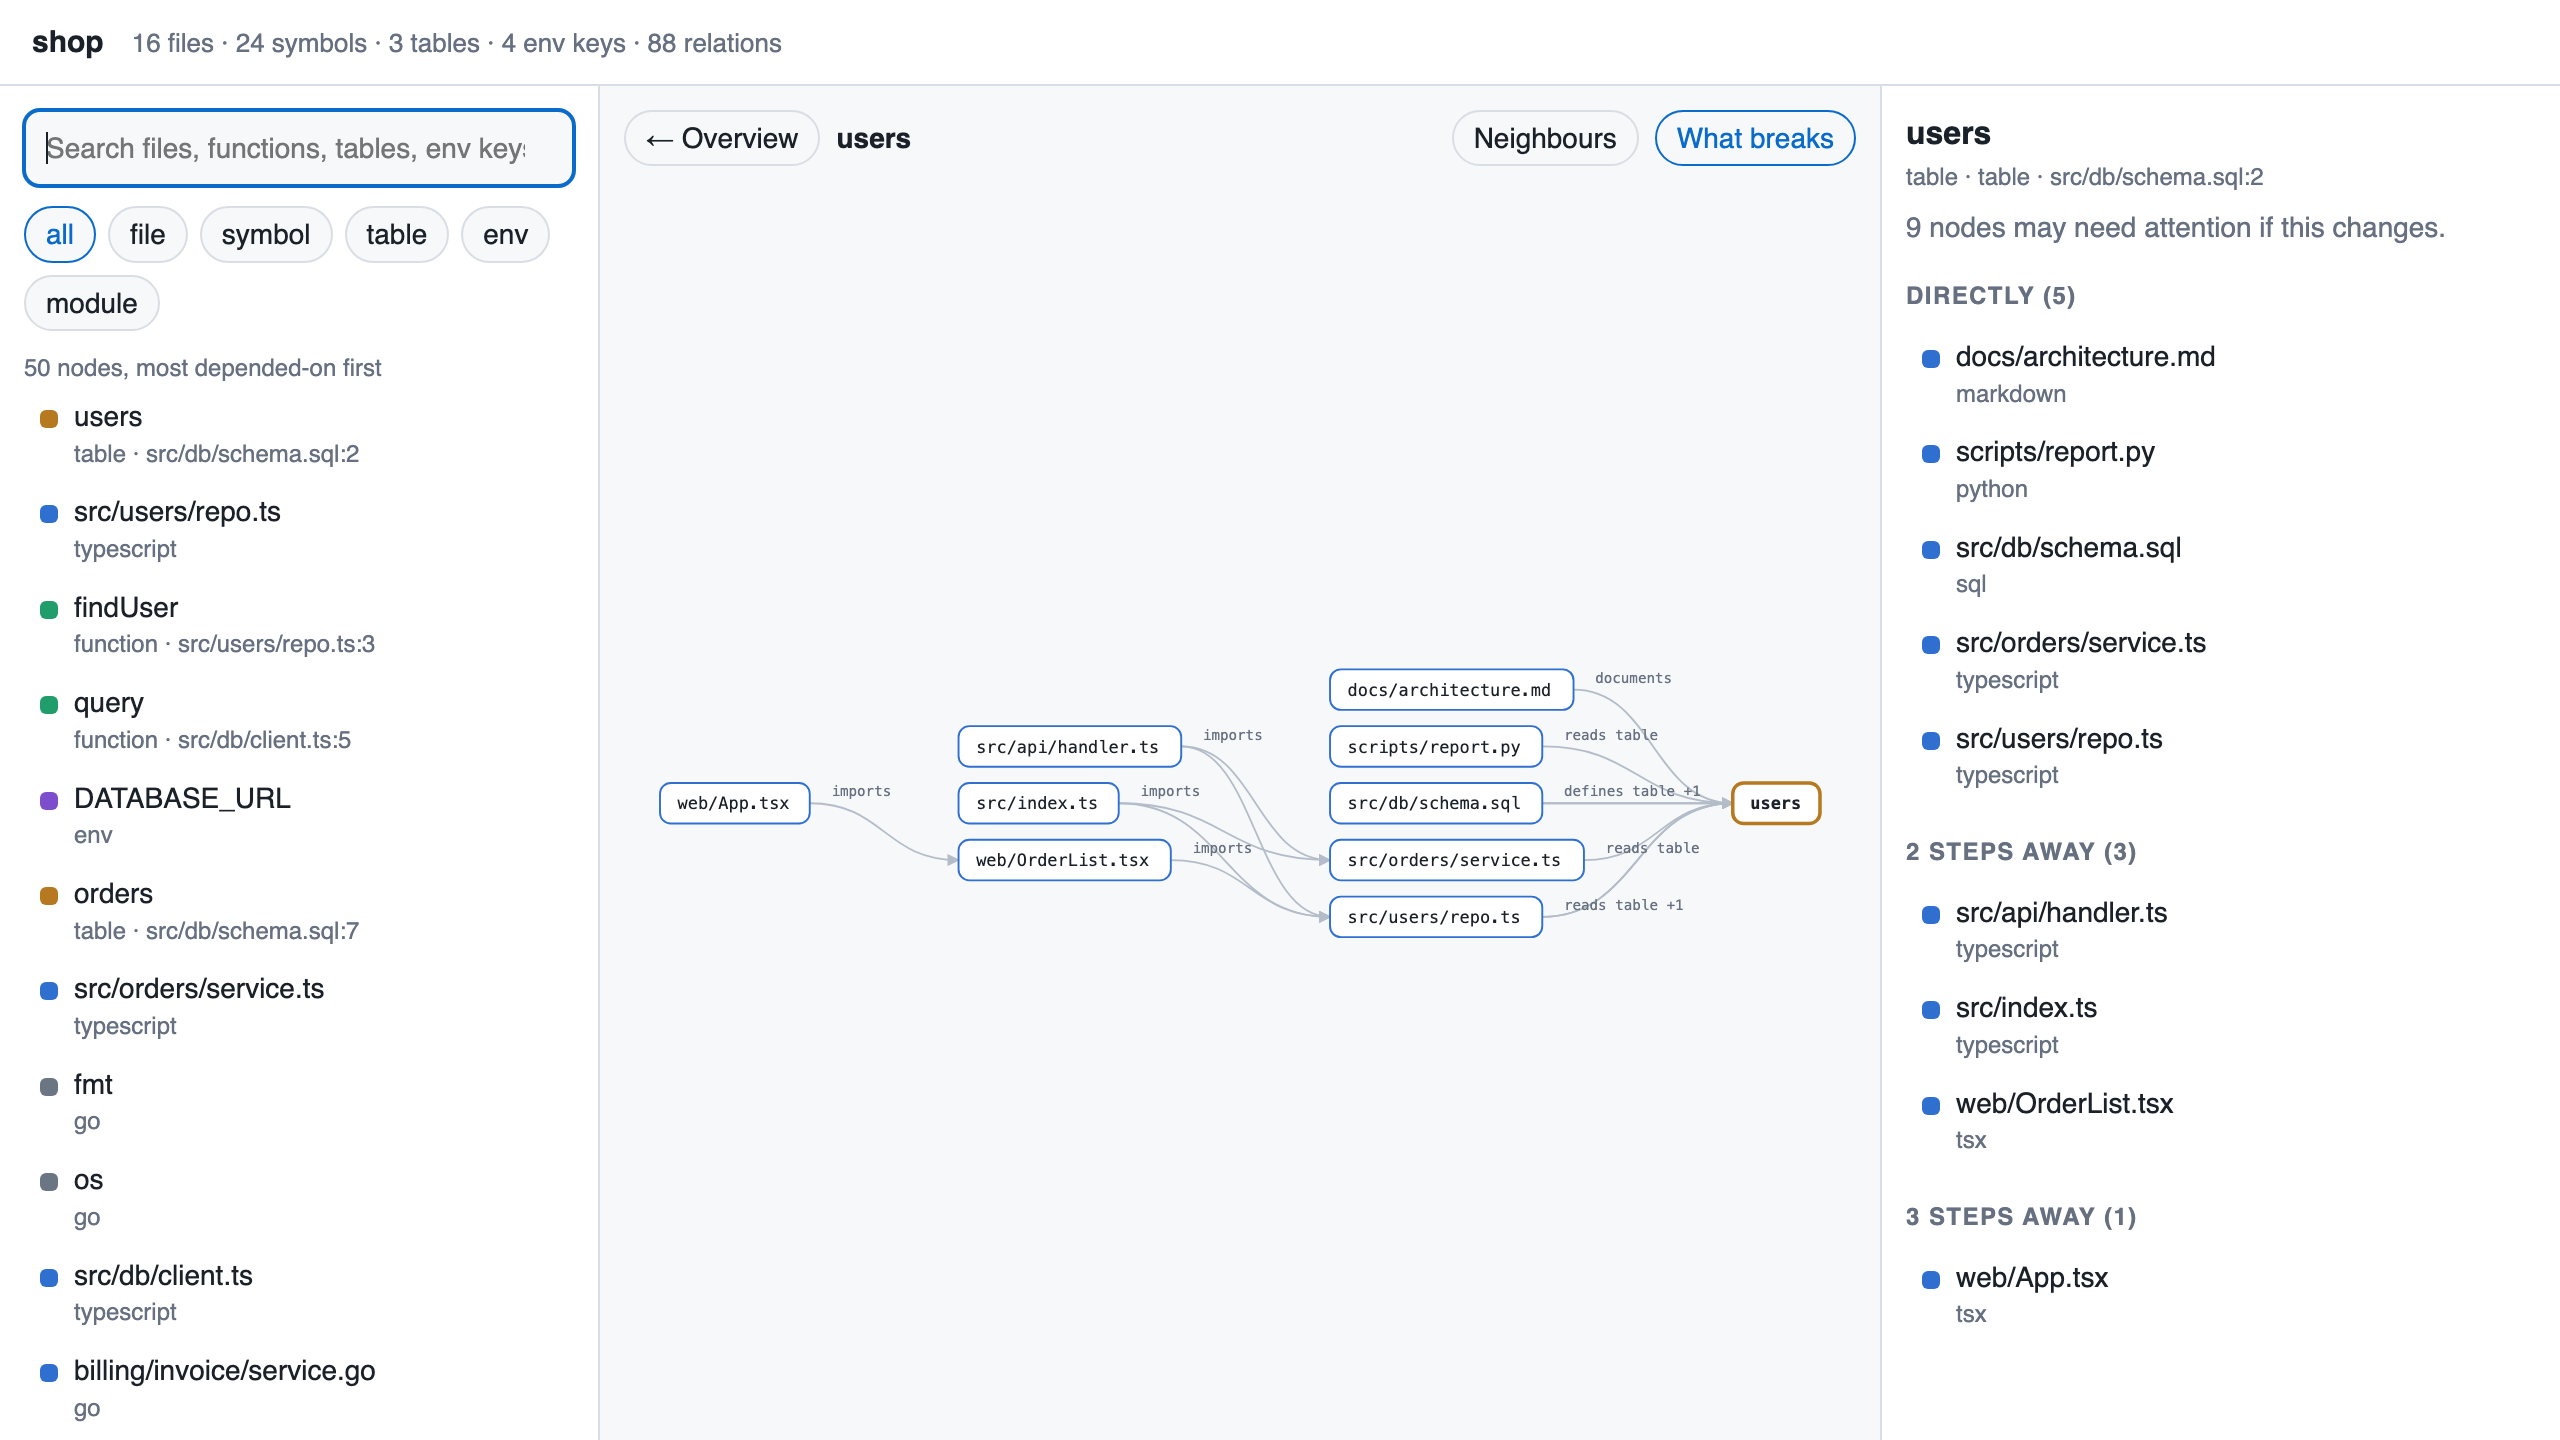 shop 16 files · 24 symbols · 3 tables · 4 env keys · 88 relations
Search files, functions, tables, env keys
all file symbol table env
module
50 nodes, most depended-on first
users
table · src/db/schema.sql:2
src/users/repo.ts
typescript
findUser
function · src/users/repo.ts:3
query
function · src/db/client.ts:5
DATABASE_URL
env
orders
table · src/db/schema.sql:7
src/orders/service.ts
typescript
fmt
go
os
go
src/db/client.ts
typescript
billing/invoice/service.go
go
← Overview users Neighbours What breaks
docs/architecture.md documents
src/api/handler.ts imports scripts/report.py reads table
web/App.tsx imports src/index.ts imports src/db/schema.sql defines table +1 users
web/OrderList.tsx imports src/orders/service.ts reads table
src/users/repo.ts reads table +1
users
table · table · src/db/schema.sql:2
9 nodes may need attention if this changes.
DIRECTLY (5)
docs/architecture.md
markdown
scripts/report.py
python
src/db/schema.sql
sql
src/orders/service.ts
typescript
src/users/repo.ts
typescript
2 STEPS AWAY (3)
src/api/handler.ts
typescript
src/index.ts
typescript
web/OrderList.tsx
tsx
3 STEPS AWAY (1)
web/App.tsx
tsx